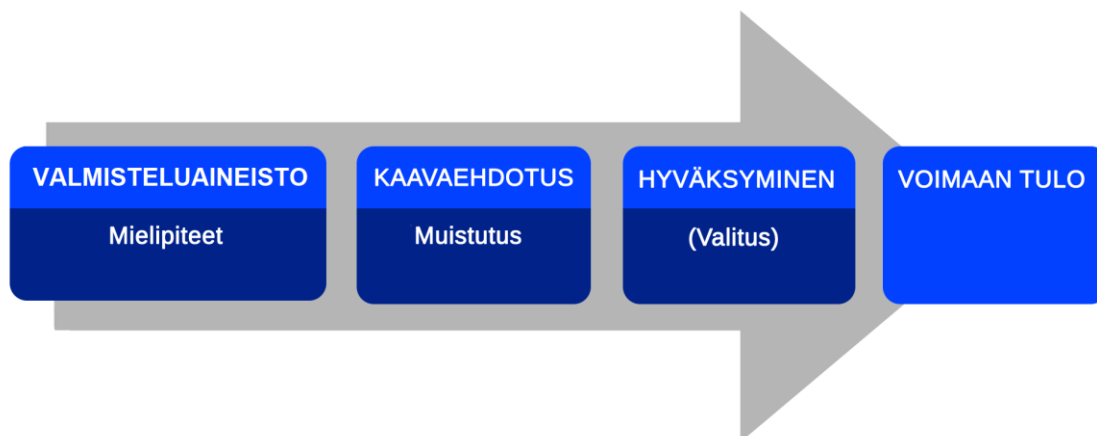 VALMISTELUAINEISTO
Mielipiteet
KAAVAEHDOTUS
Muistutus
HYVÄKSYMINEN
(Valitus)
VOIMAAN TULO